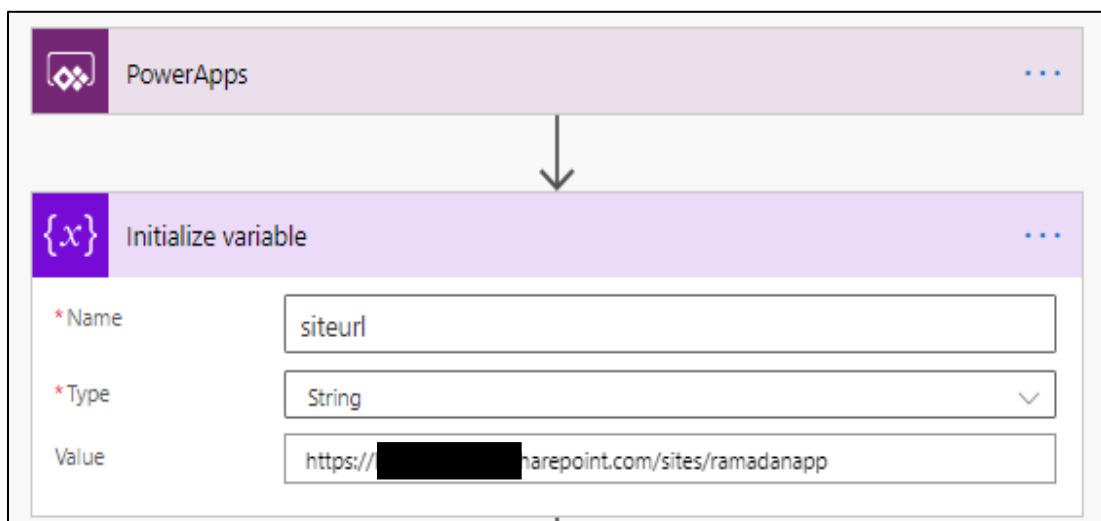 PowerApps
...
{x} Initialize variable
...
*Name siteurl
*Type String
Value https:// harepoint.com/sites/ramadanapp